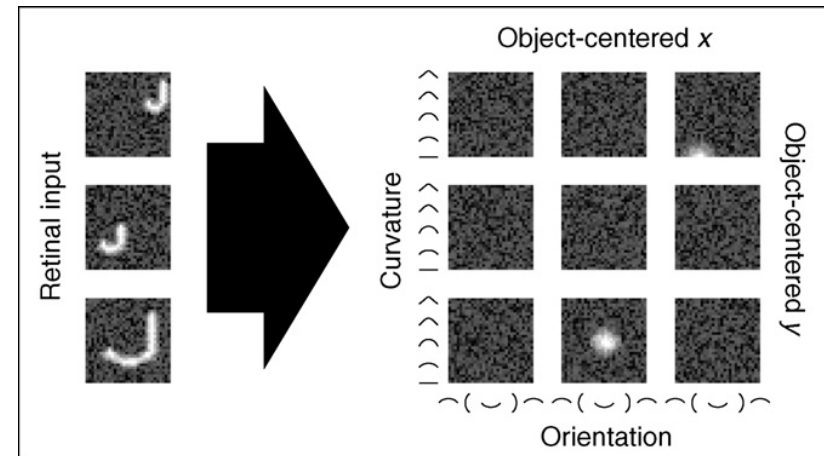 Object-centered x
Retinal input
Curvature
Object-centered y
Orientation